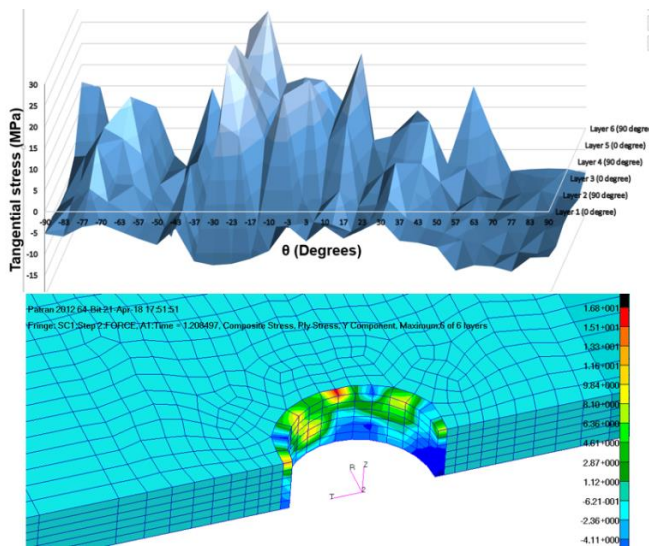 Tangential stress (MPa)
30
25
20
15
10
5
0
-5
-10
-15
-90 -83 -77 -70 -63 -57 -50 -43 -37 -30 -23 -17 -10 -3 3 10 17 23 30 37 43 50 57 63 70 77 83 90
θ (Degrees)
Layer 6 (90 degree)
Layer 5 (0 degree)
Layer 4 (90 degree)
Layer 3 (0 degree)
Layer 2 (90 degree)
Layer 1 (0 degree)
Patran 2012 64-Bit 21-Apr-18 17:51:51
Fringe: SC1:Step 2:FORCE, A1:Time = 1.208497, Composite Stress, Ply Stress, Y Component, Maximum,6 of 6 layers
1.68+001
1.51+001
1.33+001
1.16+001
9.84+000
8.10+000
6.36+000
4.61+000
2.87+000
1.12+000
-6.21-001
-2.36+000
-4.11+000
R Z
T 2